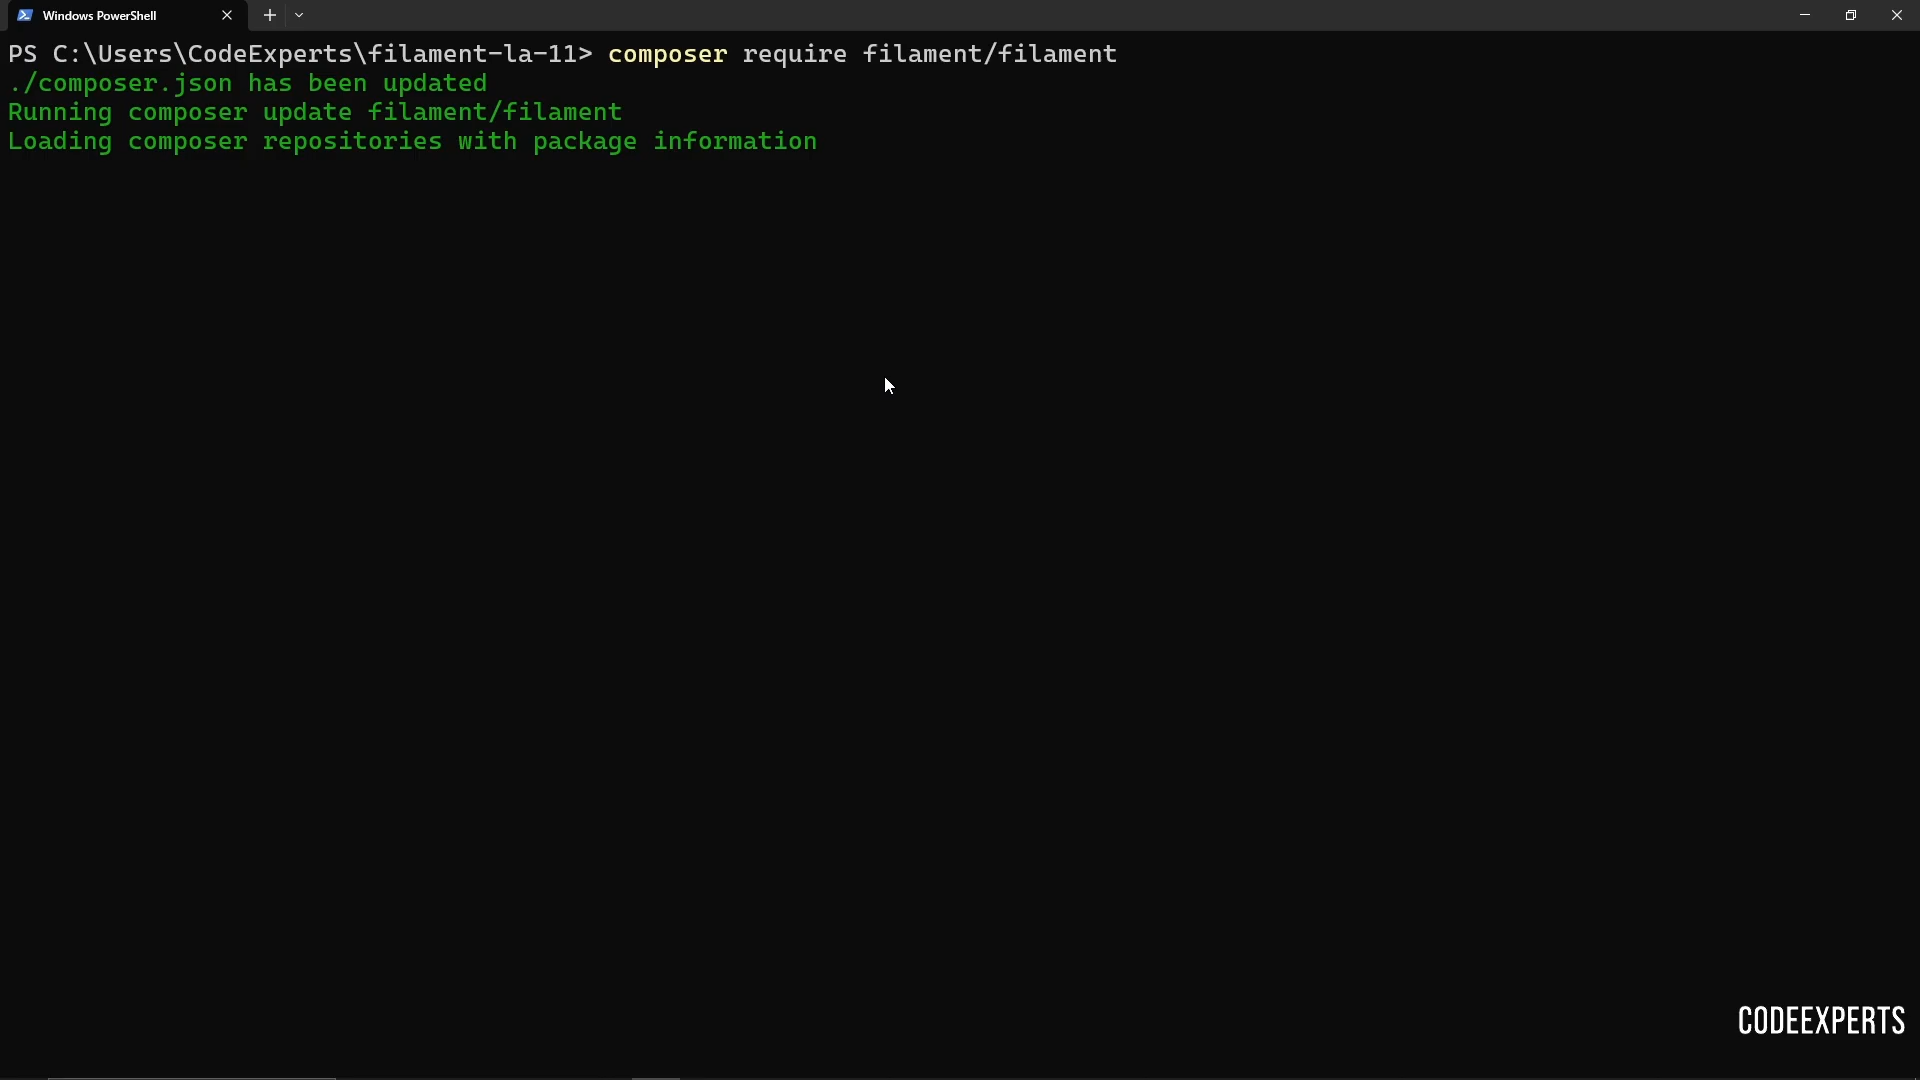 Windows PowerShell
PS C:\Users\CodeExperts\filament-la-11> composer require filament/filament
./composer.json has been updated
Running composer update filament/filament
Loading composer repositories with package information
CODEEXPERTS